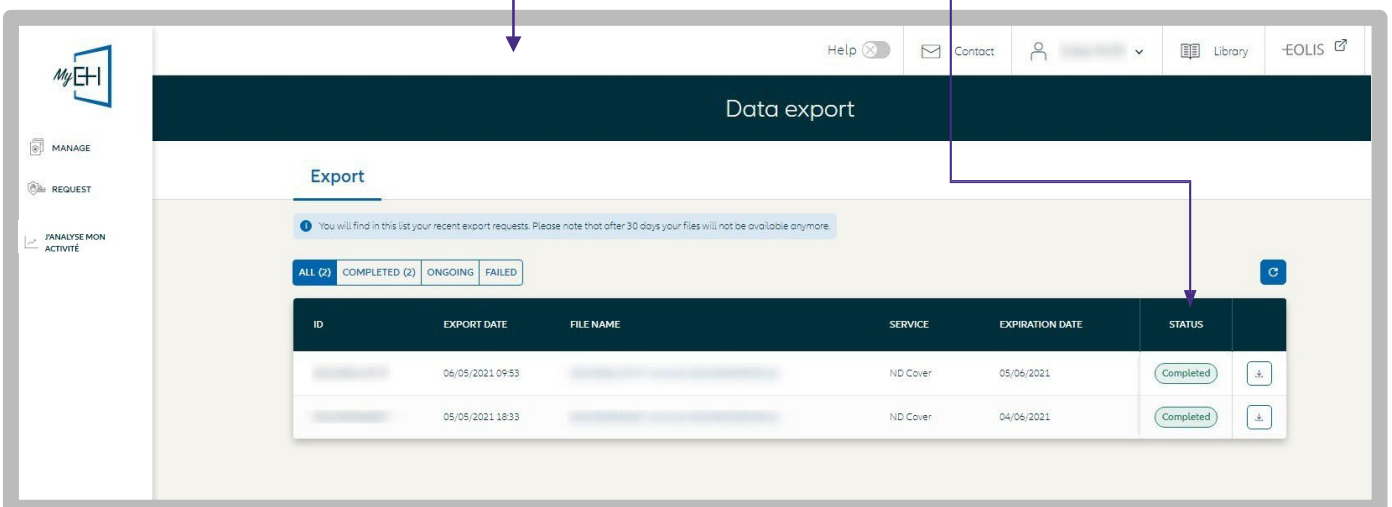 My EH
Help
Contact
Library
EOLIS
Data export
MANAGE
REQUEST
J'ANALYSE MON
ACTIVITÉ
Export
You will find in this list your recent export requests. Please note that after 30 days your files will not be available anymore.
ALL (2) COMPLETED (2) ONGOING FAILED
ID EXPORT DATE FILE NAME SERVICE EXPIRATION DATE STATUS
06/05/2021 09:53 ND Cover 05/06/2021 Completed
05/05/2021 18:33 ND Cover 04/06/2021 Completed